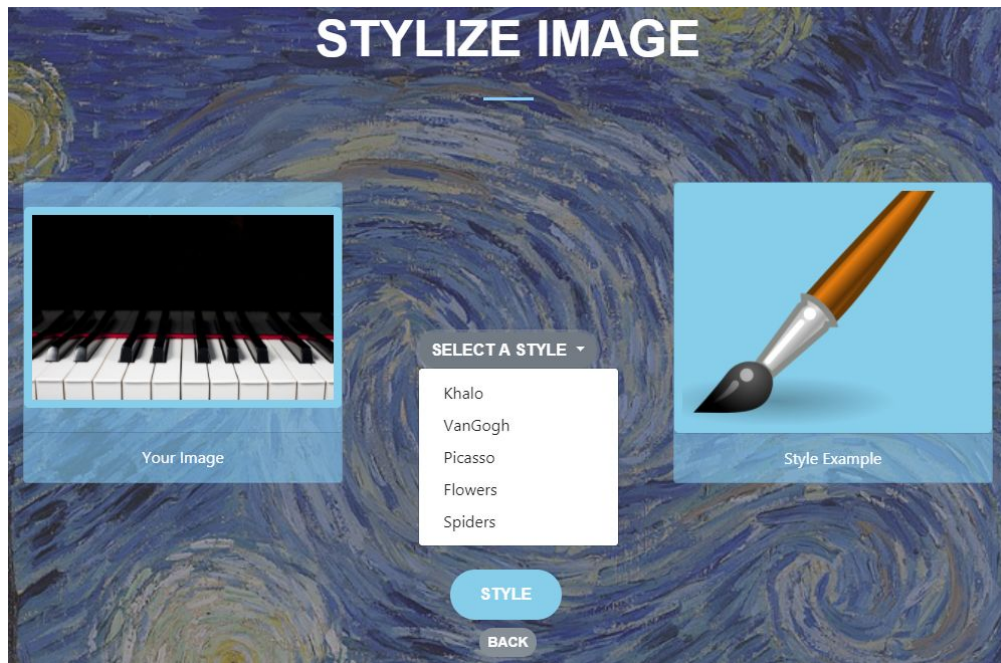 STYLIZE IMAGE
SELECT A STYLE
Khalo
VanGogh
Picasso
Flowers
Spiders
Your Image
Style Example
STYLE
BACK